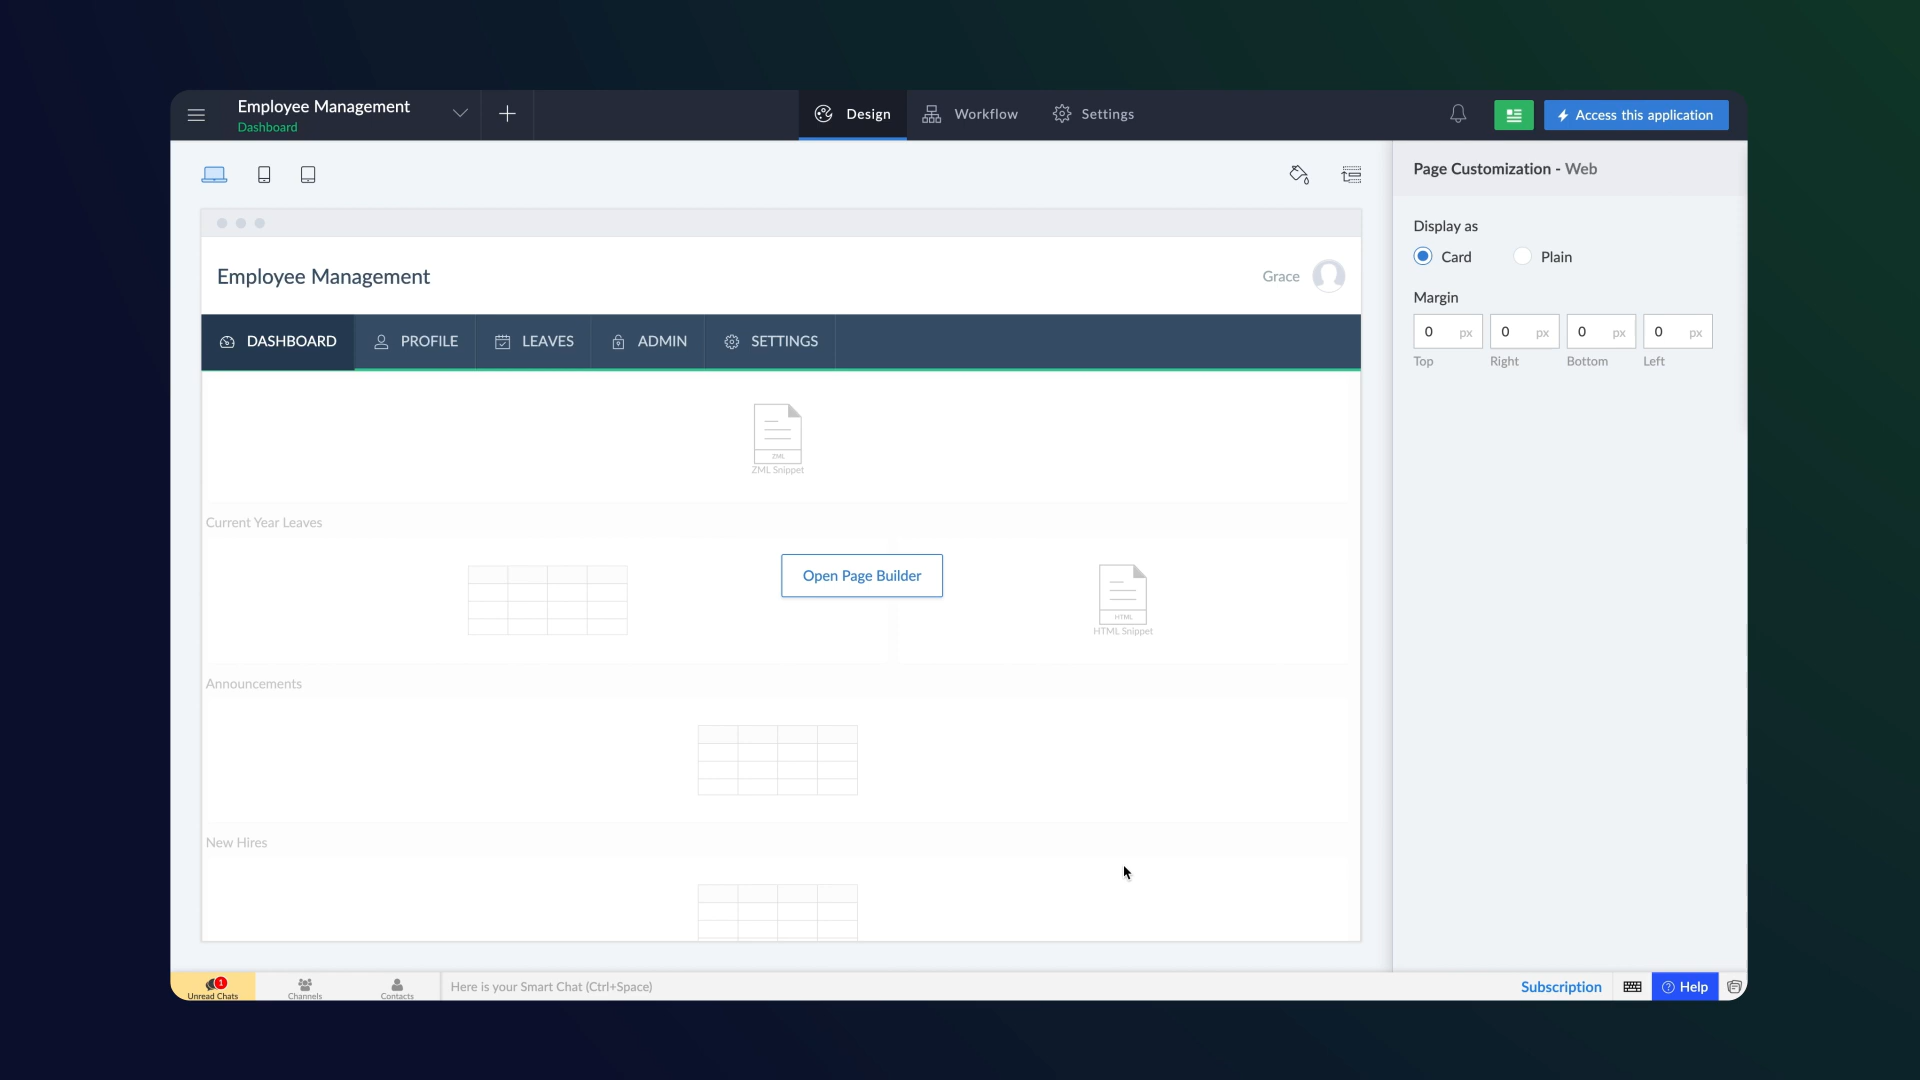 Employee Management
Dashboard
Design
Workflow
Settings
Access this application
Page Customization - Web
Display as
Card
Plain
Margin
0 px
0 px
0 px
0 px
Top
Right
Bottom
Left
Employee Management
Grace
DASHBOARD
PROFILE
LEAVES
ADMIN
SETTINGS
ZML
ZML Snippet
Current Year Leaves
Open Page Builder
HTML
HTML Snippet
Announcements
New Hires
1
Unread Chats
Channels
Contacts
Here is your Smart Chat (Ctrl+Space)
Subscription
? Help